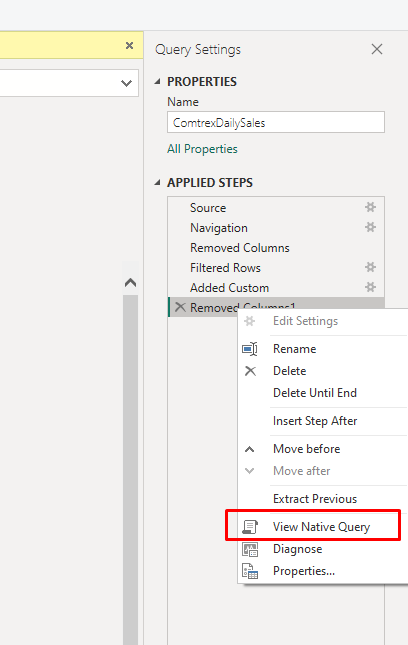 Query Settings
PROPERTIES
Name
ComtrexDailySales
All Properties
APPLIED STEPS
Source
Navigation
Removed Columns
Filtered Rows
Added Custom
Removed Columns1
Edit Settings
Rename
Delete
Delete Until End
Insert Step After
Move before
Move after
Extract Previous
View Native Query
Diagnose
Properties...